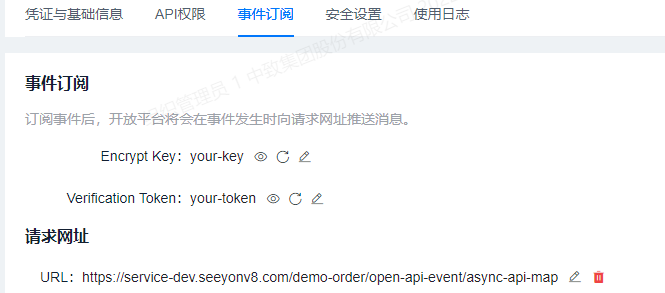 凭证与基础信息 API权限 事件订阅 安全设置 使用日志
事件订阅
订阅事件后，开放平台将会在事件发生时向请求网址推送消息。
Encrypt Key： your-key
Verification Token： your-token
请求网址
URL： https://service-dev.seeyonv8.com/demo-order/open-api-event/async-api-map